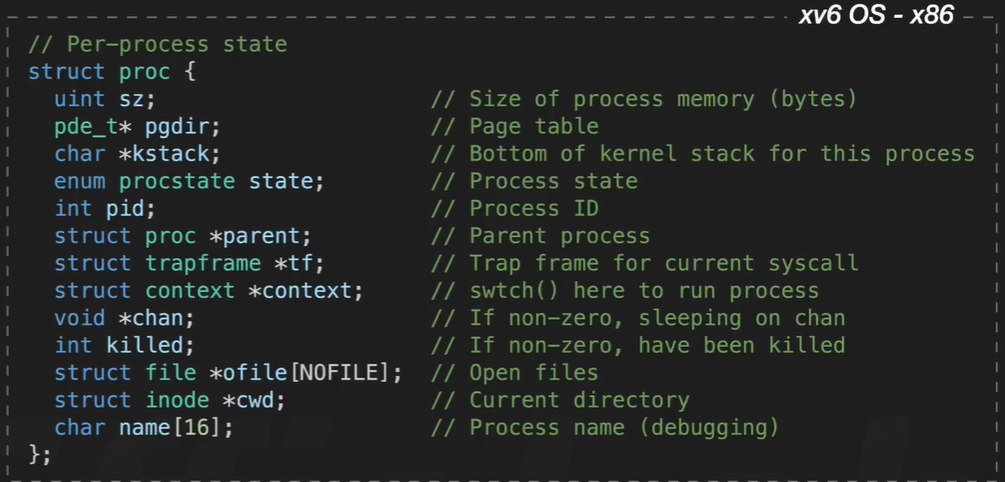 xv6 OS - x86
// Per-process state
struct proc {
  uint sz;                     // Size of process memory (bytes)
  pde_t* pgdir;                // Page table
  char *kstack;                // Bottom of kernel stack for this process
  enum procstate state;        // Process state
  int pid;                     // Process ID
  struct proc *parent;         // Parent process
  struct trapframe *tf;        // Trap frame for current syscall
  struct context *context;     // swtch() here to run process
  void *chan;                  // If non-zero, sleeping on chan
  int killed;                  // If non-zero, have been killed
  struct file *ofile[NOFILE];  // Open files
  struct inode *cwd;           // Current directory
  char name[16];               // Process name (debugging)
};